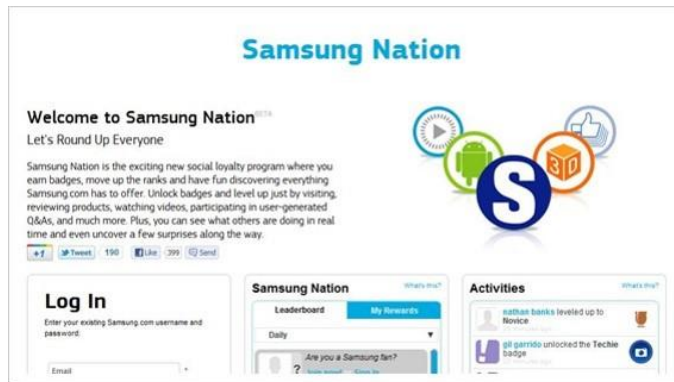 Samsung Nation
Welcome to Samsung Nation BETA
Let's Round Up Everyone
Samsung Nation is the exciting new social loyalty program where you
earn badges, move up the ranks and have fun discovering everything
Samsung.com has to offer. Unlock badges and level up just by visiting,
reviewing products, watching videos, participating in user-generated
Q&As, and much more. Plus, you can see what others are doing in real
time and even uncover a few surprises along the way.
+1 Tweet 190 Like 399 Send
S
3D
Log In
Enter your existing Samsung.com username and
password:
Email *
Samsung Nation What's this?
Leaderboard My Rewards
Daily
? Are you a Samsung fan?
Join now! Sign in
Activities What's this?
nathan banks leveled up to
Novice
gil garrido unlocked the Techie
badge